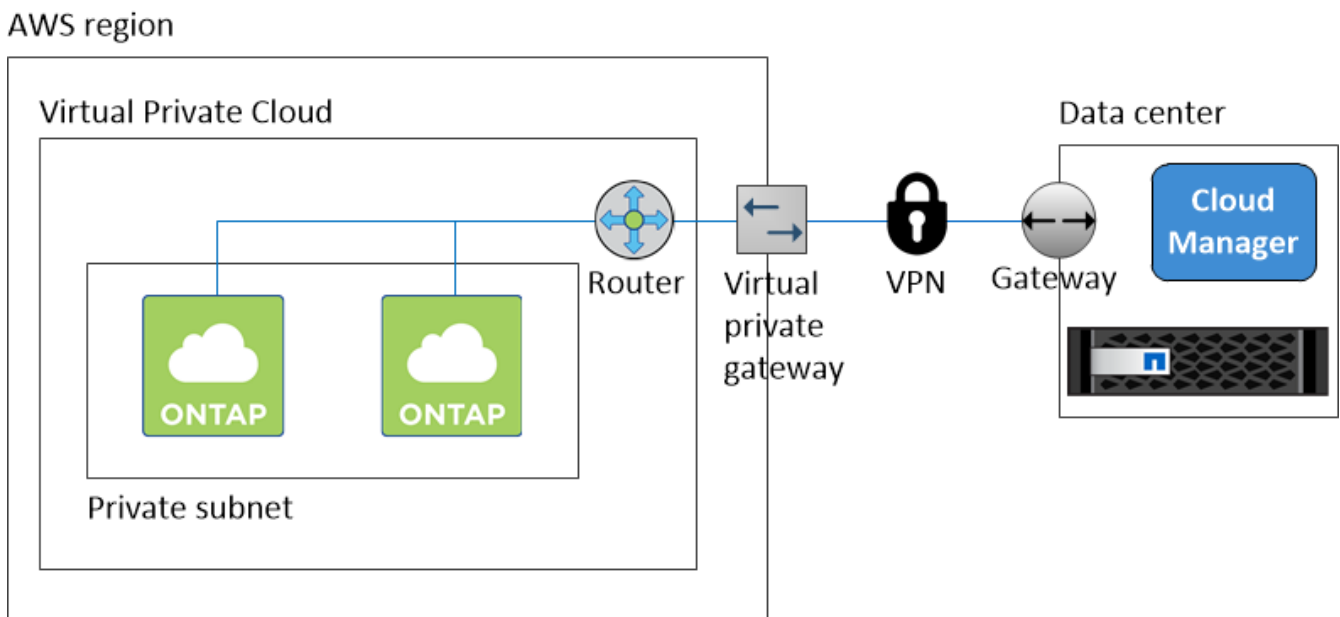 AWS region
Virtual Private Cloud
Data center
Cloud
Manager
Router
Virtual
private
gateway
VPN
Gateway
ONTAP
ONTAP
Private subnet